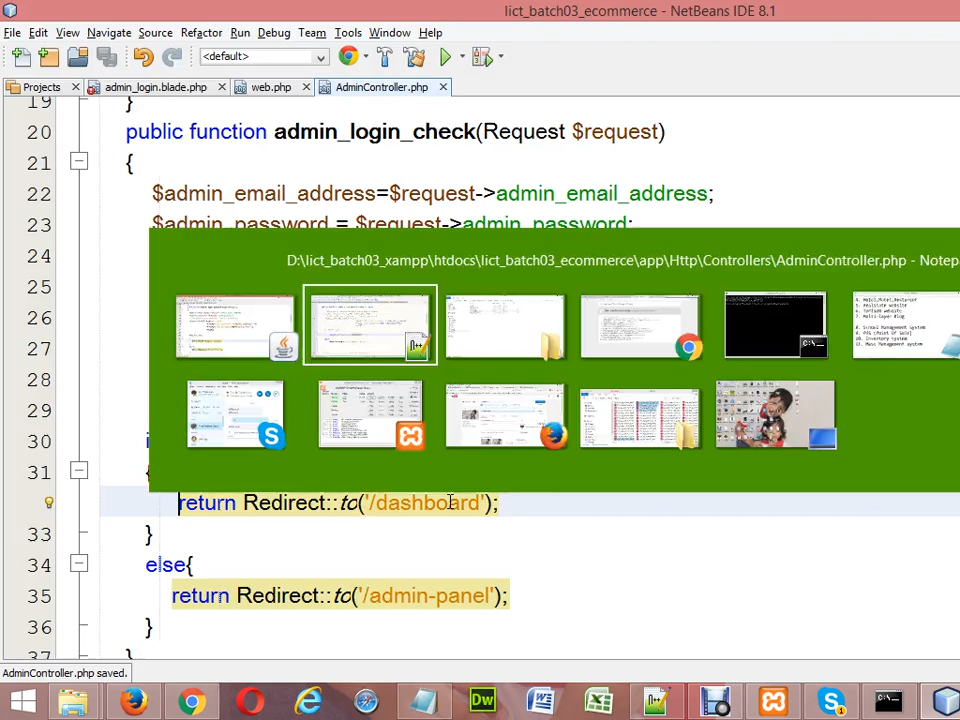 lict_batch03_ecommerce - NetBeans IDE 8.1
File Edit View Navigate Source Refactor Run Debug Team Tools Window Help
<default>
Projects admin_login.blade.php web.php AdminController.php
19 }
20 public function admin_login_check(Request $request)
21 {
22 $admin_email_address=$request->admin_email_address;
23 $admin_password = $request->admin_password;
24
25
26
27
28
29
30
31
return Redirect::to('/dashboard');
33 }
34 else{
35 return Redirect::to('/admin-panel');
36 }
37 }
D:\lict_batch03_xampp\htdocs\lict_batch03_ecommerce\app\Http\Controllers\AdminController.php - Notep
AdminController.php saved.